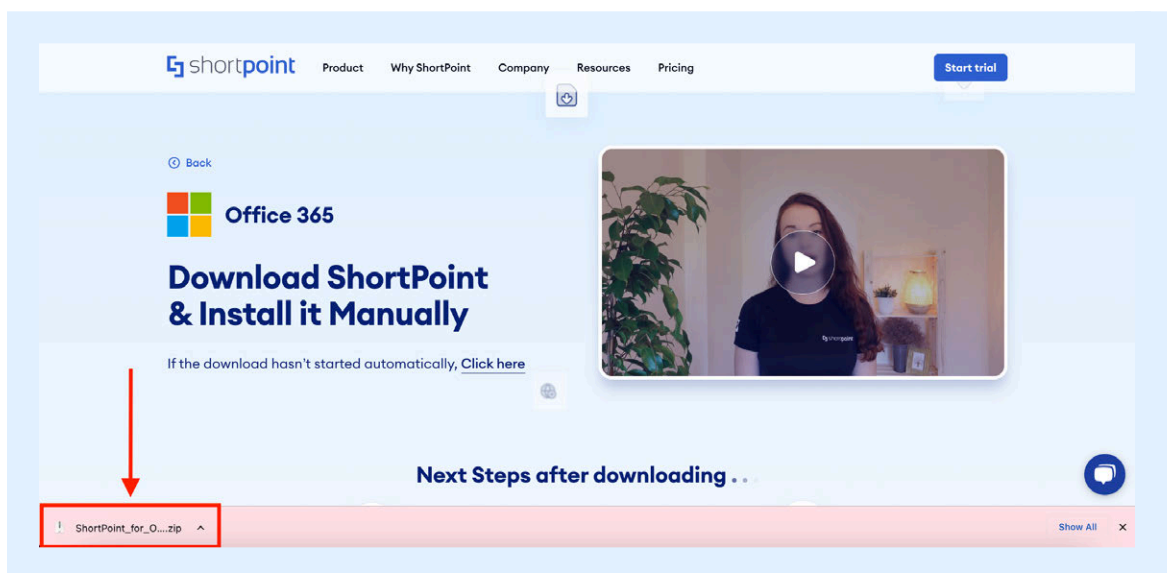 shortpoint Product Why ShortPoint Company Resources Pricing Start trial
Back
Office 365
Download ShortPoint
& Install it Manually
If the download hasn't started automatically, Click here
shortpoint
Next Steps after downloading . . .
ShortPoint_for_O....zip Show All